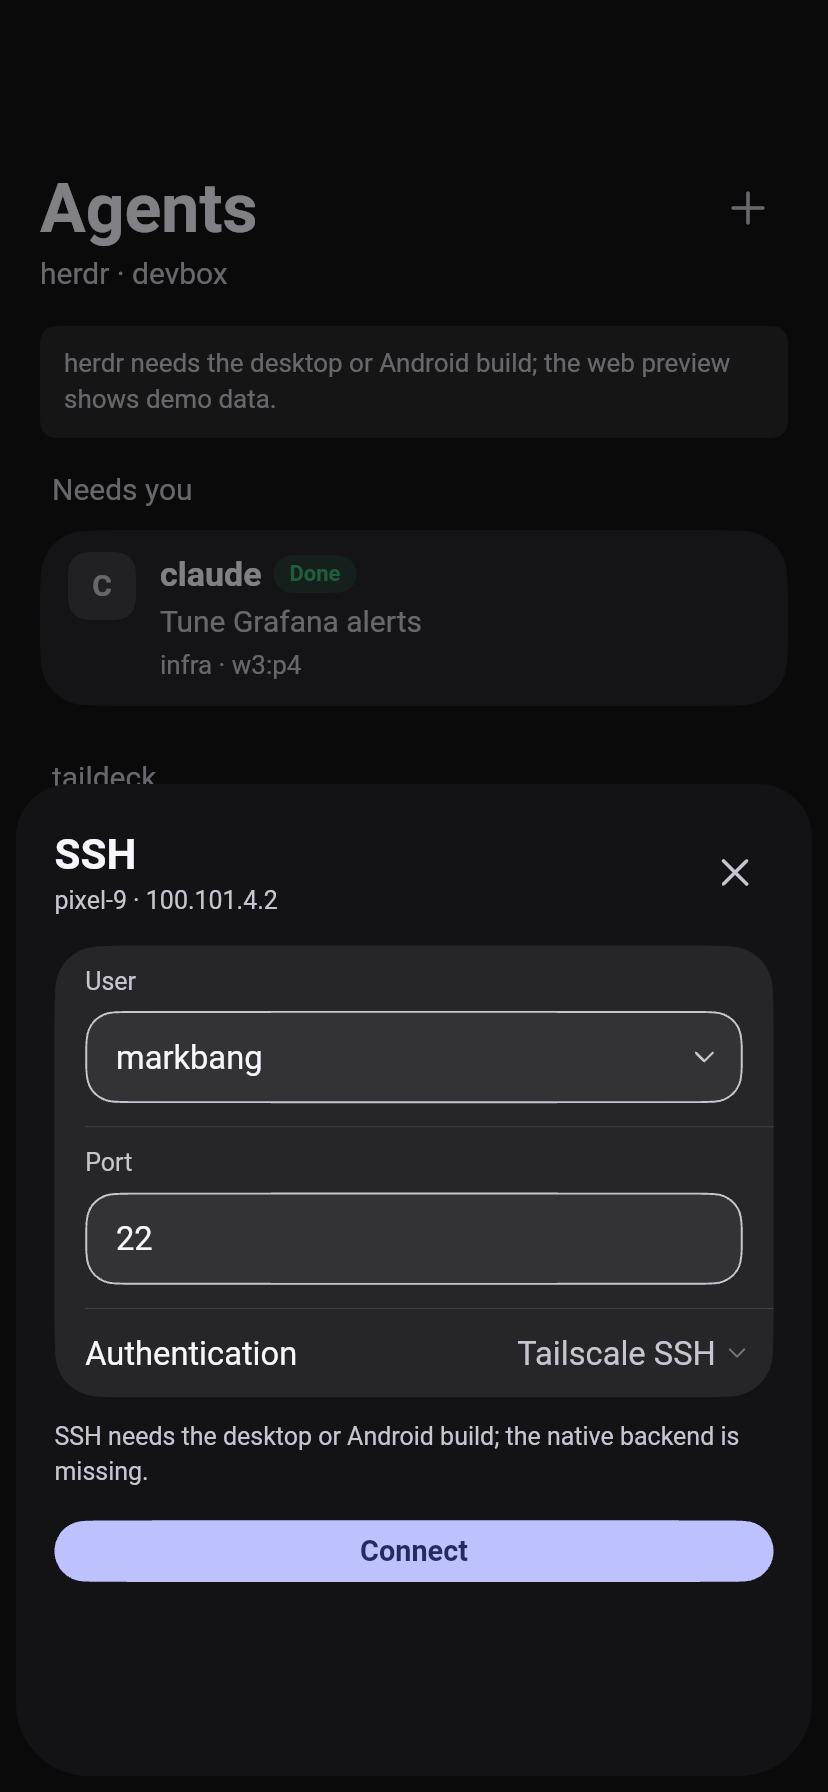 Agents
herdr · devbox
herdr needs the desktop or Android build; the web preview
shows demo data.
Needs you
C
claude Done
Tune Grafana alerts
infra · w3:p4
taildeck
SSH
pixel-9 · 100.101.4.2
User
markbang
Port
22
Authentication Tailscale SSH
SSH needs the desktop or Android build; the native backend is
missing.
Connect